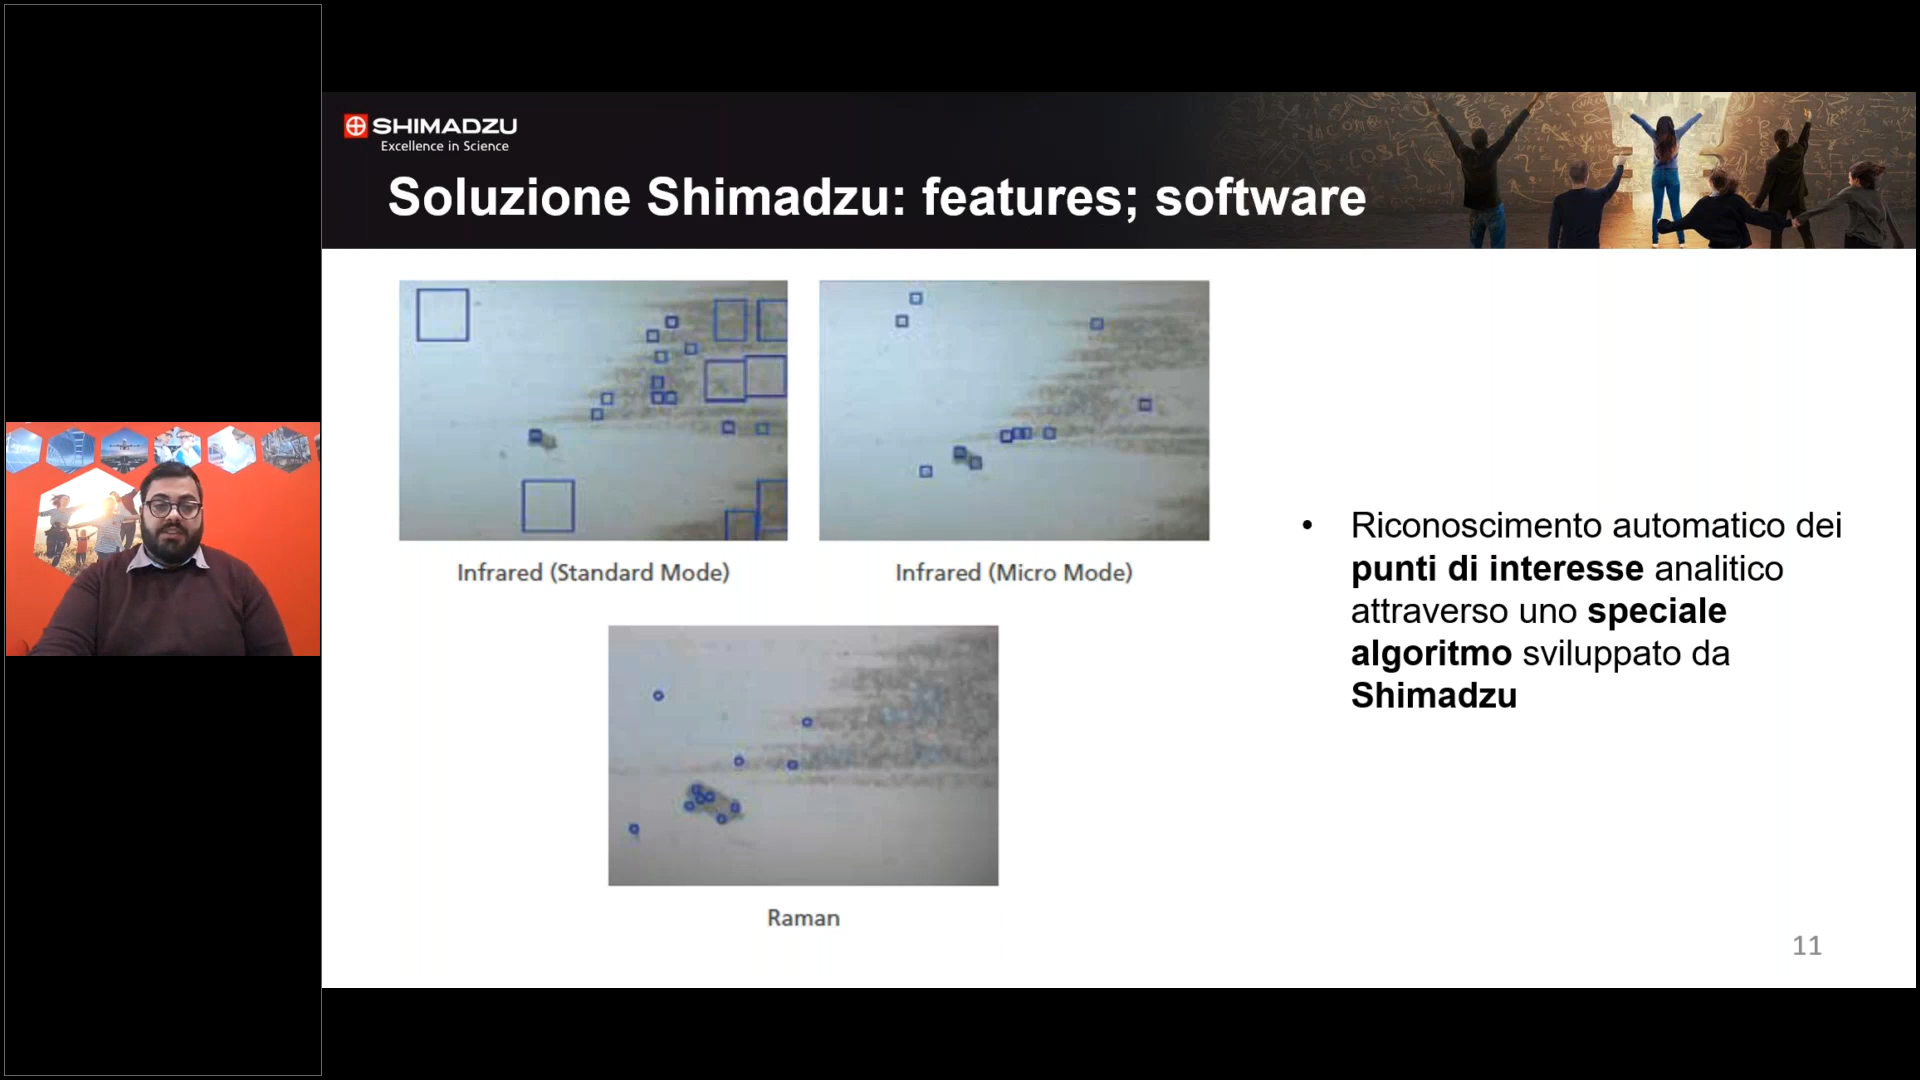 SHIMADZU
Excellence in Science
Soluzione Shimadzu: features; software
Infrared (Standard Mode)
Infrared (Micro Mode)
Raman
• Riconoscimento automatico dei
punti di interesse analitico
attraverso uno speciale
algoritmo sviluppato da
Shimadzu
11